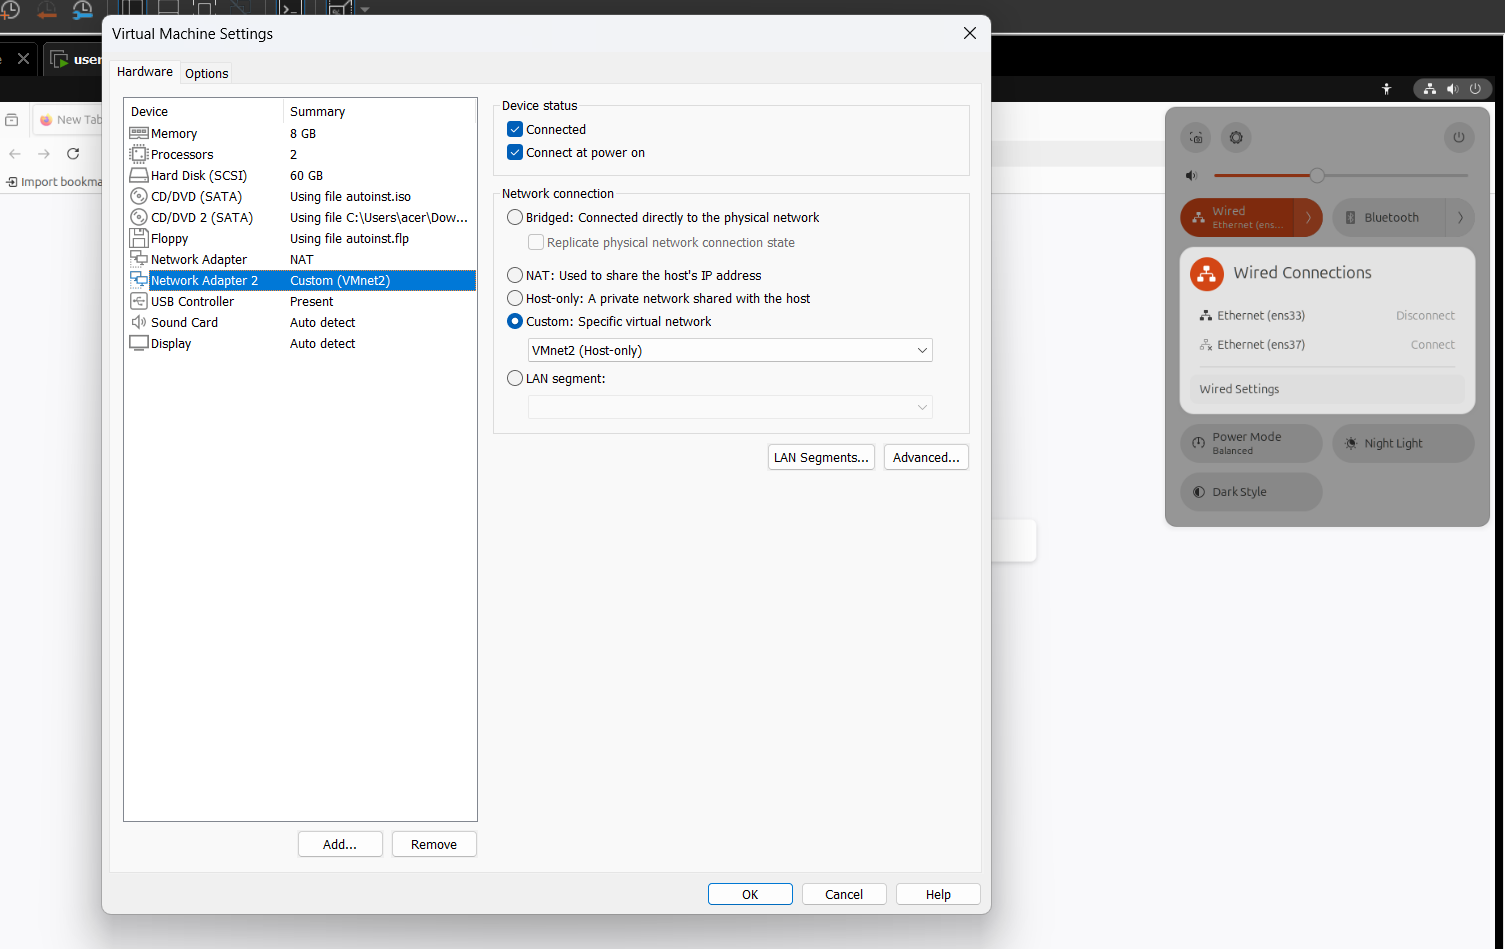 Virtual Machine Settings
user
Hardware
Options
Device Summary
Memory 8 GB
Processors 2
Hard Disk (SCSI) 60 GB
CD/DVD (SATA) Using file autoinst.iso
CD/DVD 2 (SATA) Using file C:\Users\acer\Dow...
Floppy Using file autoinst.flp
Network Adapter NAT
Network Adapter 2 Custom (VMnet2)
USB Controller Present
Sound Card Auto detect
Display Auto detect
Add...
Remove
Device status
Connected
Connect at power on
Network connection
Bridged: Connected directly to the physical network
Replicate physical network connection state
NAT: Used to share the host's IP address
Host-only: A private network shared with the host
Custom: Specific virtual network
VMnet2 (Host-only)
LAN segment:
LAN Segments...
Advanced...
OK
Cancel
Help
New Tab
Import bookma
Wired
Ethernet (ens...
Bluetooth
Wired Connections
Ethernet (ens33) Disconnect
Ethernet (ens37) Connect
Wired Settings
Power Mode
Balanced
Night Light
Dark Style